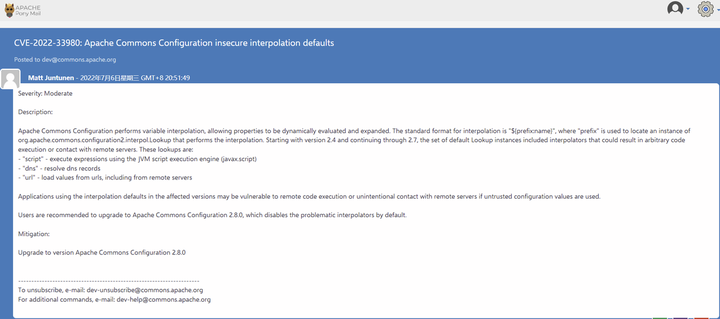 APACHE
Pony Mail
CVE-2022-33980: Apache Commons Configuration insecure interpolation defaults
Posted to dev@commons.apache.org
Matt Juntunen - 2022年7月6日星期三 GMT+8 20:51:49
Severity: Moderate
Description:
Apache Commons Configuration performs variable interpolation, allowing properties to be dynamically evaluated and expanded. The standard format for interpolation is "${prefix:name}", where "prefix" is used to locate an instance of
org.apache.commons.configuration2.interpol.Lookup that performs the interpolation. Starting with version 2.4 and continuing through 2.7, the set of default Lookup instances included interpolators that could result in arbitrary code
execution or contact with remote servers. These lookups are:
- "script" - execute expressions using the JVM script execution engine (javax.script)
- "dns" - resolve dns records
- "url" - load values from urls, including from remote servers
Applications using the interpolation defaults in the affected versions may be vulnerable to remote code execution or unintentional contact with remote servers if untrusted configuration values are used.
Users are recommended to upgrade to Apache Commons Configuration 2.8.0, which disables the problematic interpolators by default.
Mitigation:
Upgrade to version Apache Commons Configuration 2.8.0
---------------------------------------------------------------------
To unsubscribe, e-mail: dev-unsubscribe@commons.apache.org
For additional commands, e-mail: dev-help@commons.apache.org